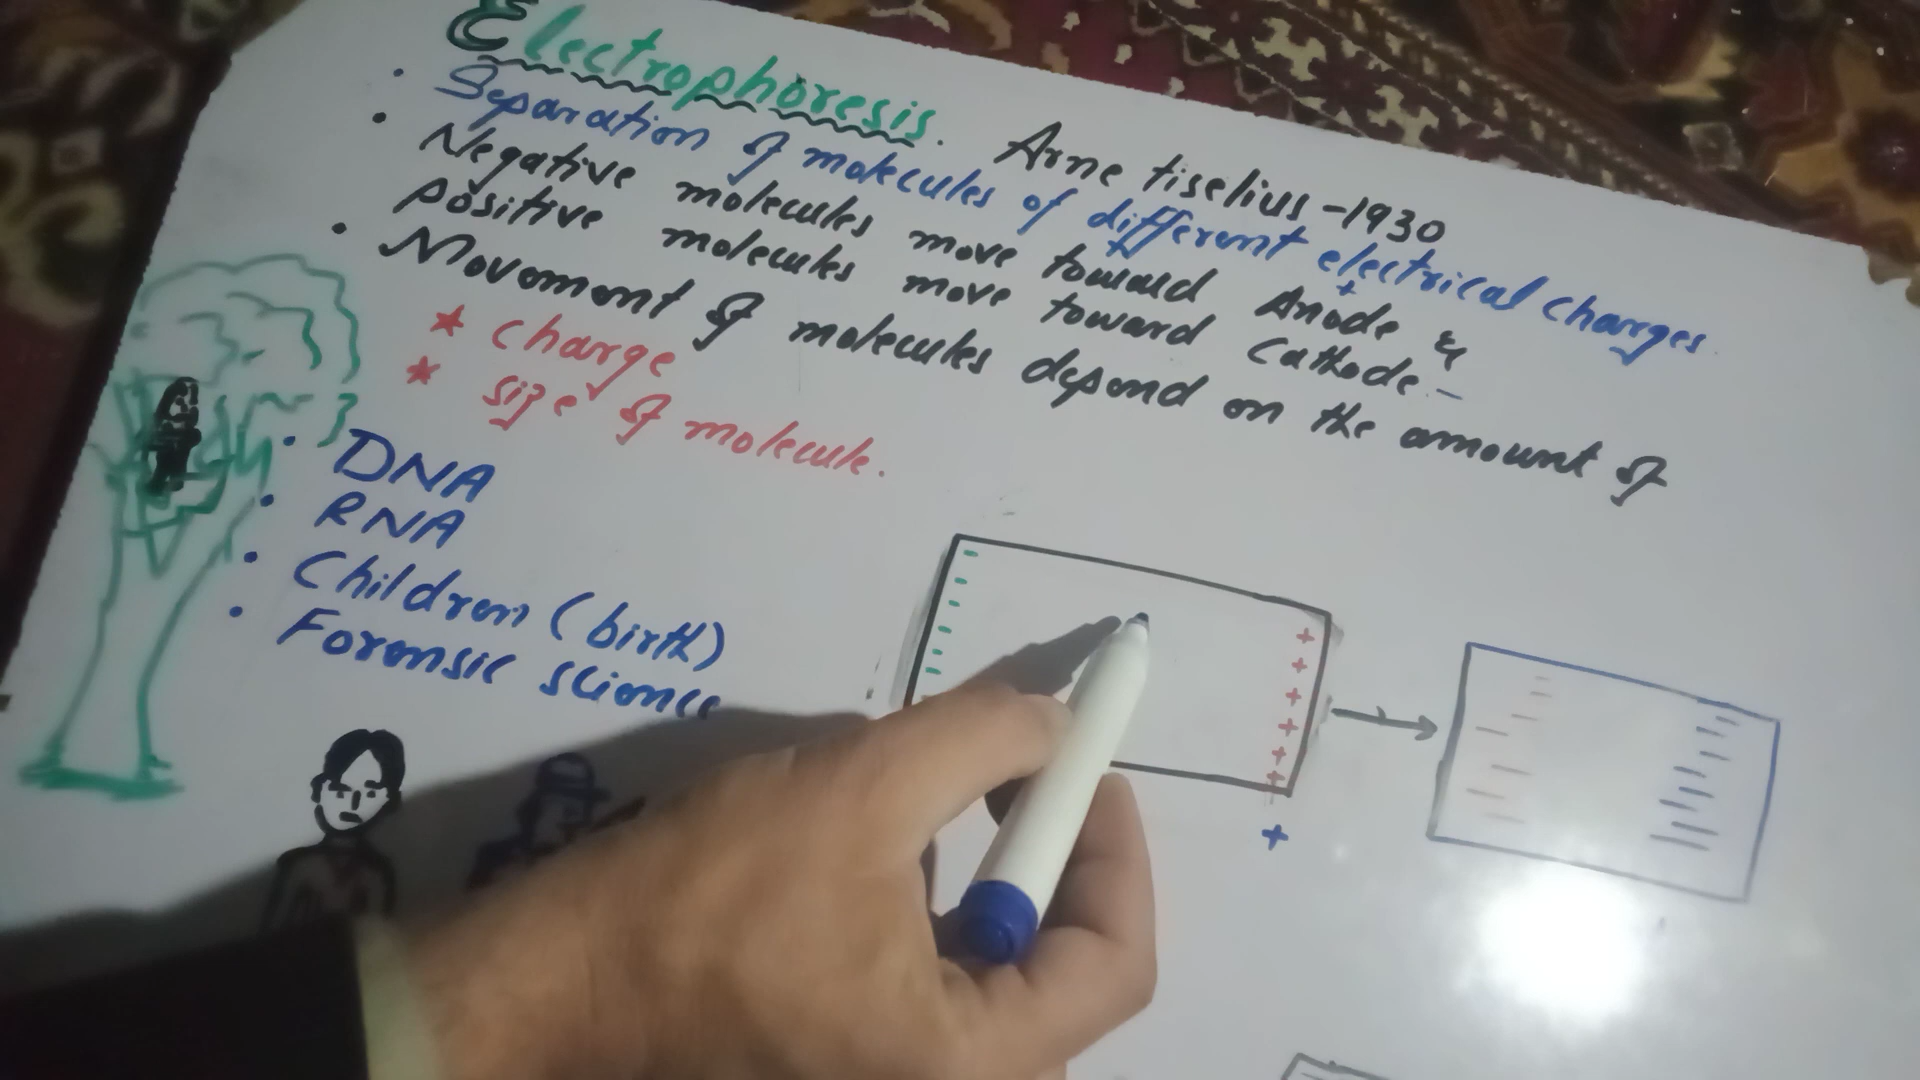 Electrophoresis. Arne tiselius - 1930
• Separation of molecules of different electrical charges.
• Negative molecules move toward Anode &
+
positive molecules move toward Cathode -
• Movement of molecules depend on the amount of
* charge
* size of molecule.
• DNA
• RNA
• Children (birth)
• Forensic science
- - - - - -
+ + + + + +
+